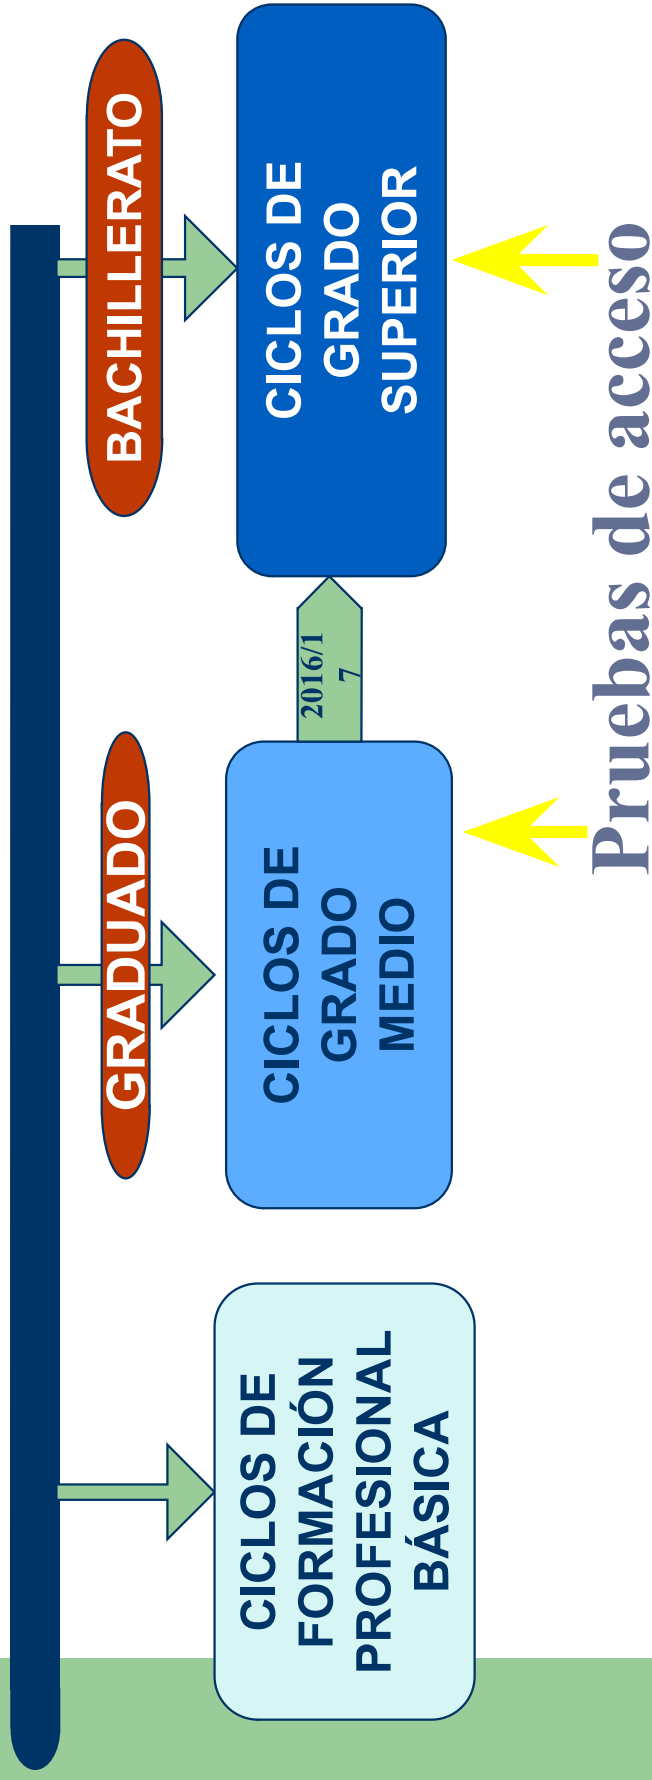 BACHILLERATO
GRADUADO
CICLOS DE
FORMACIÓN
PROFESIONAL
BÁSICA
CICLOS DE
GRADO
MEDIO
2016/1
7
CICLOS DE
GRADO
SUPERIOR
Pruebas de acceso